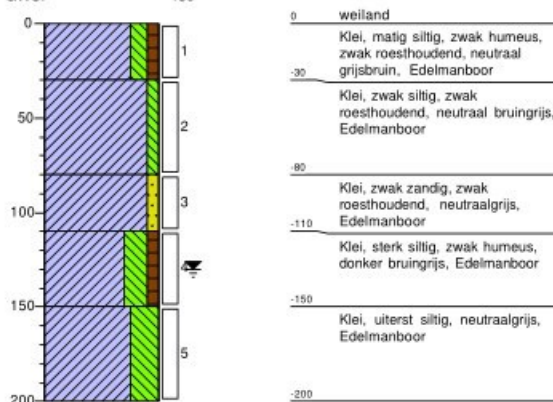 0
50
100
150
200
1
2
3
4
5
0 weiland
Klei, matig siltig, zwak humeus,
zwak roesthoudend, neutraal
grijsbruin, Edelmanboor
-30
Klei, zwak siltig, zwak
roesthoudend, neutraal bruingrijs,
Edelmanboor
-80
Klei, zwak zandig, zwak
roesthoudend, neutraalgrijs,
Edelmanboor
-110
Klei, sterk siltig, zwak humeus,
donker bruingrijs, Edelmanboor
-150
Klei, uiterst siltig, neutraalgrijs,
Edelmanboor
-200